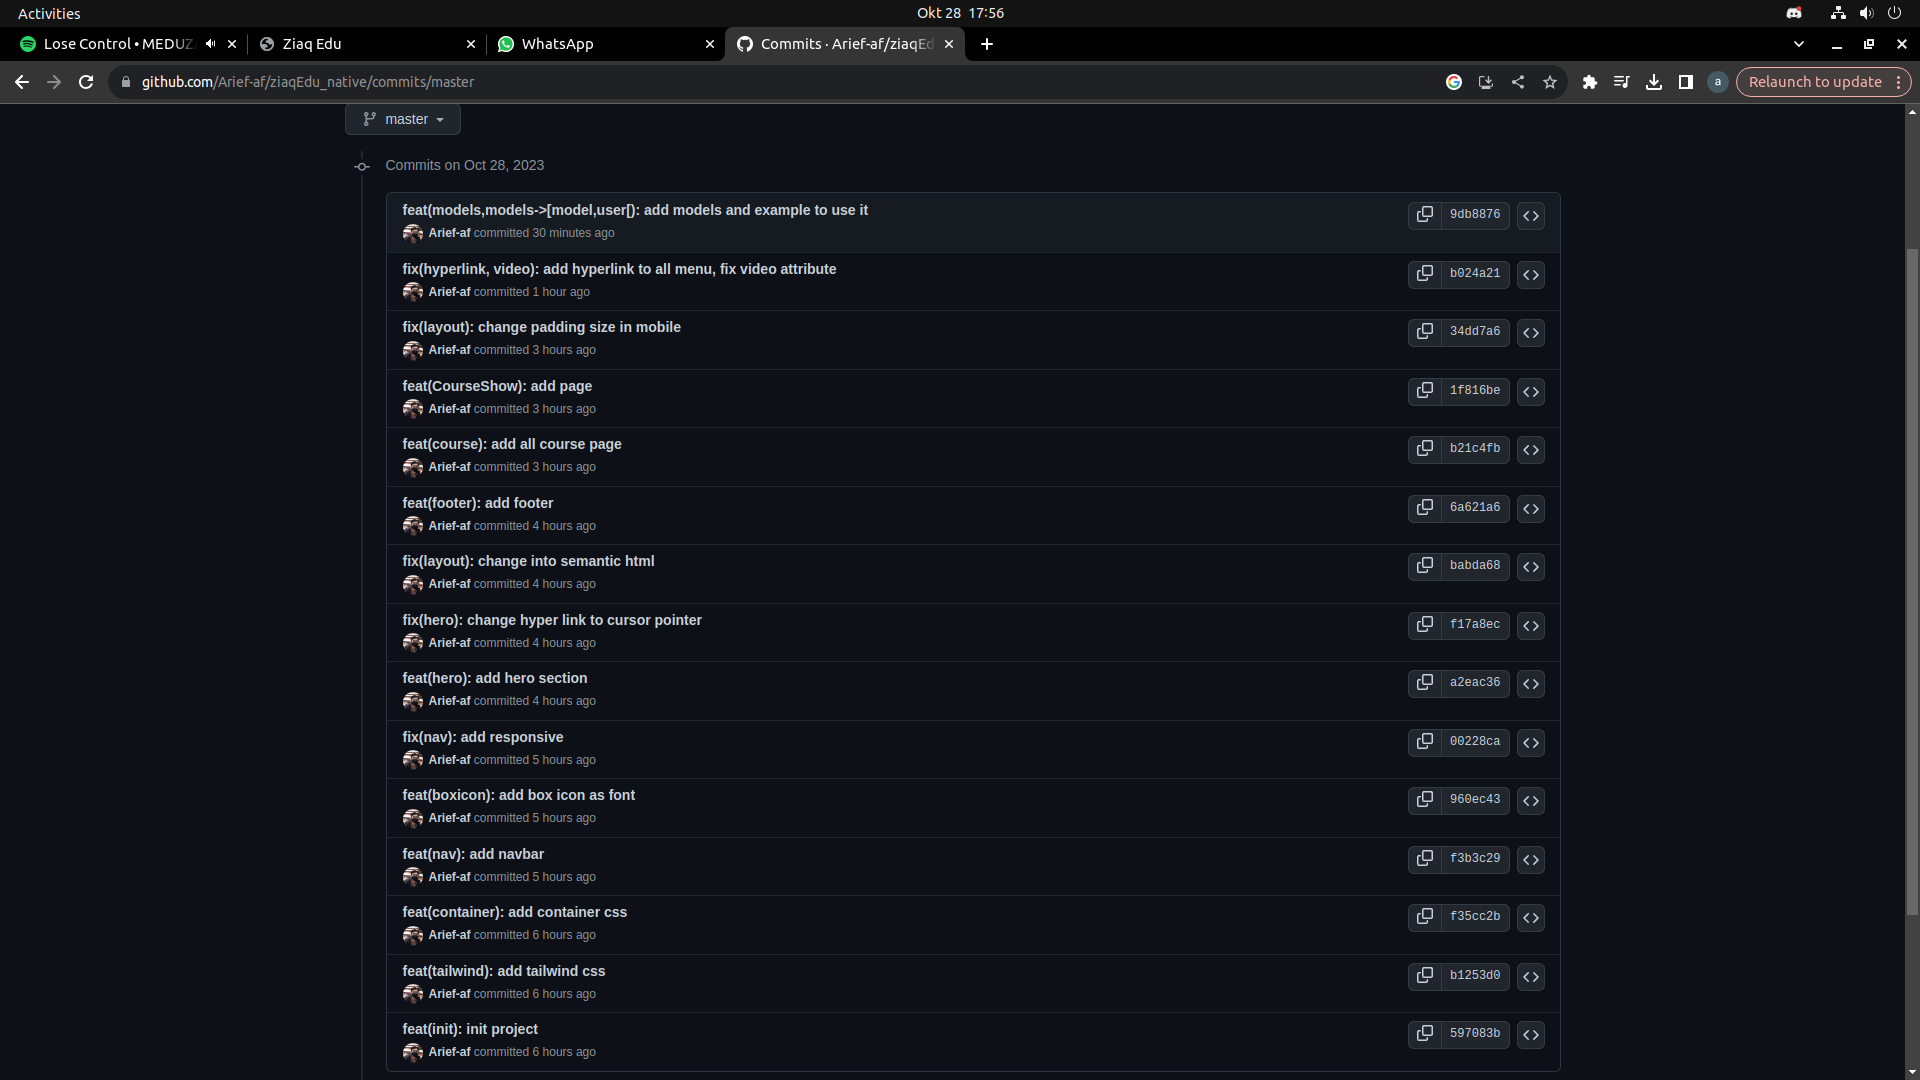 Activities
Okt 28 17:56
Lose Control • MEDUZ
Ziaq Edu
WhatsApp
Commits · Arief-af/ziaqEd
github.com/Arief-af/ziaqEdu_native/commits/master
a
Relaunch to update
master
Commits on Oct 28, 2023
feat(models,models->[model,user[): add models and example to use it
9db8876
Arief-af committed 30 minutes ago
fix(hyperlink, video): add hyperlink to all menu, fix video attribute
b024a21
Arief-af committed 1 hour ago
fix(layout): change padding size in mobile
34dd7a6
Arief-af committed 3 hours ago
feat(CourseShow): add page
1f816be
Arief-af committed 3 hours ago
feat(course): add all course page
b21c4fb
Arief-af committed 3 hours ago
feat(footer): add footer
6a621a6
Arief-af committed 4 hours ago
fix(layout): change into semantic html
babda68
Arief-af committed 4 hours ago
fix(hero): change hyper link to cursor pointer
f17a8ec
Arief-af committed 4 hours ago
feat(hero): add hero section
a2eac36
Arief-af committed 4 hours ago
fix(nav): add responsive
00228ca
Arief-af committed 5 hours ago
feat(boxicon): add box icon as font
960ec43
Arief-af committed 5 hours ago
feat(nav): add navbar
f3b3c29
Arief-af committed 5 hours ago
feat(container): add container css
f35cc2b
Arief-af committed 6 hours ago
feat(tailwind): add tailwind css
b1253d0
Arief-af committed 6 hours ago
feat(init): init project
597083b
Arief-af committed 6 hours ago